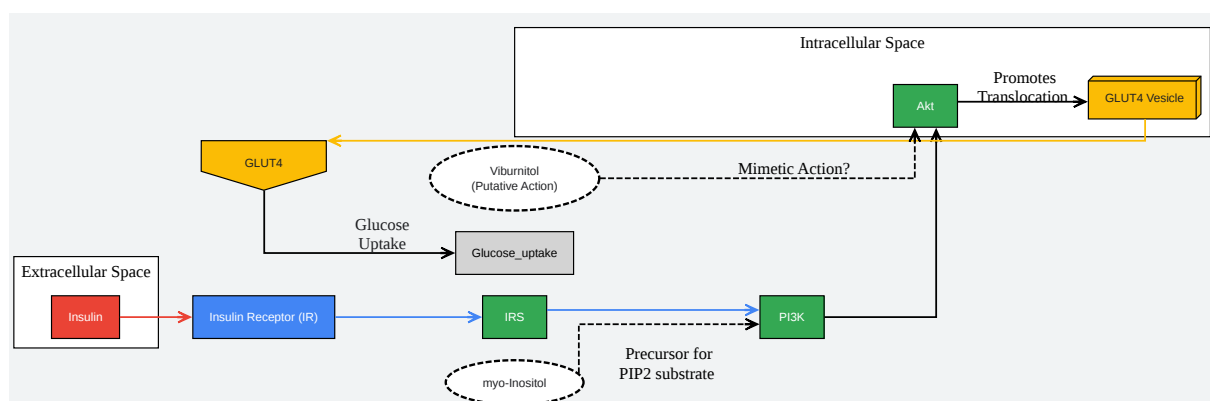 Intracellular Space
Promotes
Translocation
Akt
GLUT4 Vesicle
GLUT4
Viburnitol
(Putative Action)
Mimetic Action?
Glucose
Uptake
Glucose_uptake
Extracellular Space
Insulin
Insulin Receptor (IR)
IRS
PI3K
Precursor for
PIP2 substrate
myo-Inositol